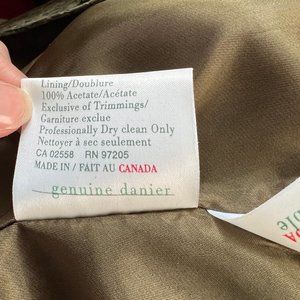 Lining/Doublure
100% Acetate/Acétate
Exclusive of Trimmings/
Garniture exclue
Professionally Dry clean Only
Nettoyer à sec seulement
CA 02558 RN 97205
MADE IN / FAIT AU CANADA
genuine danier